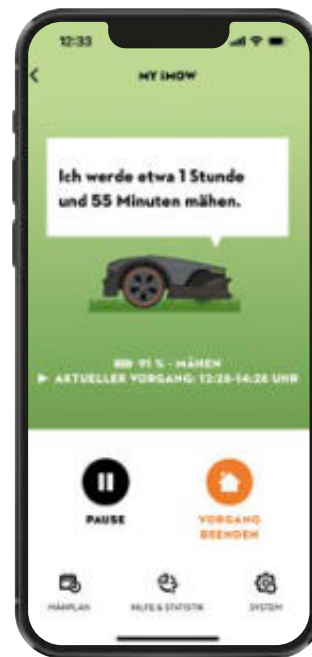 12:33
MY iMOW
Ich werde etwa 1 Stunde
und 55 Minuten mähen.
91 % - MÄHEN
AKTUELLER VORGANG: 12:28-14:28 UHR
PAUSE
VORGANG
BEENDEN
MÄHPLAN
HILFE & STATISTIK
SYSTEM